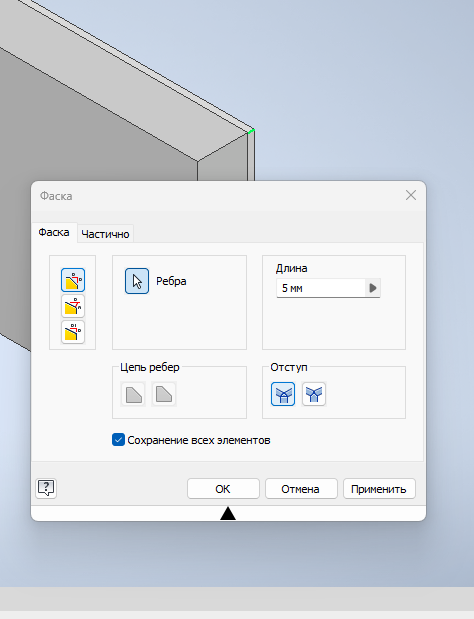 Фаска
Фаска
Частично
Ребра
Длина
5 мм
Цепь ребер
Отступ
Сохранение всех элементов
?
ОК
Отмена
Применить